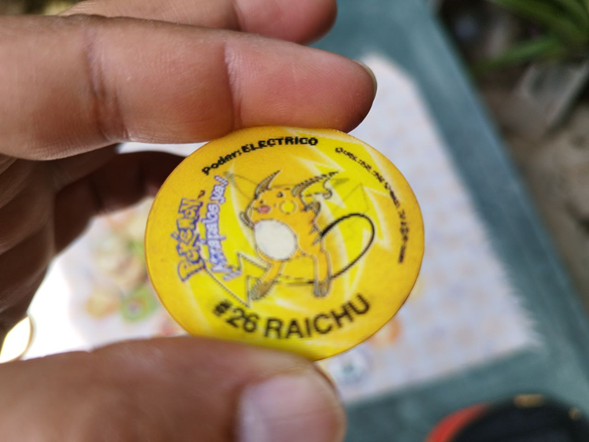 Poder: ELECTRICO
POKÉMON
¡Atrápalos ya!
#26 RAICHU